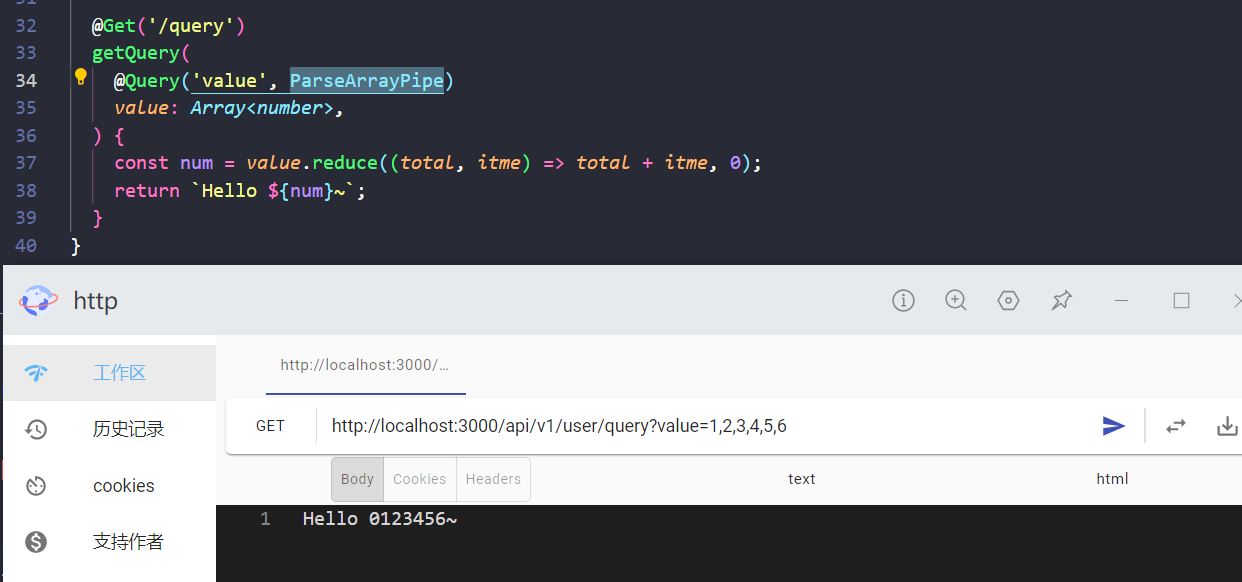 32 @Get('/query')
33 getQuery(
34 @Query('value', ParseArrayPipe)
35 value: Array<number>,
36 ) {
37 const num = value.reduce((total, itme) => total + itme, 0);
38 return `Hello ${num}~`;
39 }
40 }
http
工作区
http://localhost:3000/…
历史记录
GET http://localhost:3000/api/v1/user/query?value=1,2,3,4,5,6
cookies
Body Cookies Headers text html
支持作者
1 Hello 0123456~